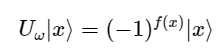 U_ω|x⟩ = (−1)^{f(x)}|x⟩